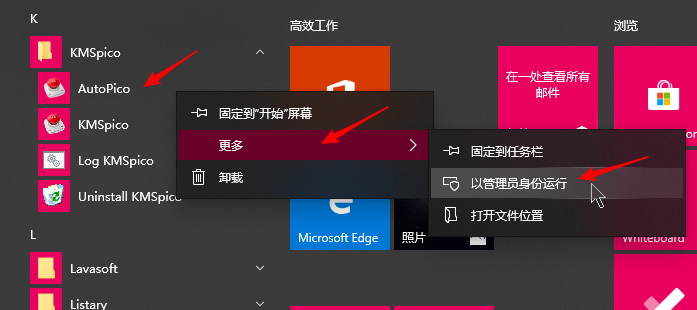 K
KMSpico
AutoPico
KMSpico
Log KMSpico
Uninstall KMSpico
L
Lavasoft
Listary
高效工作
浏览
在一处查看所有
邮件
固定到"开始"屏幕
更多
卸载
固定到任务栏
以管理员身份运行
打开文件位置
Microsoft Edge
照片
Whiteboard